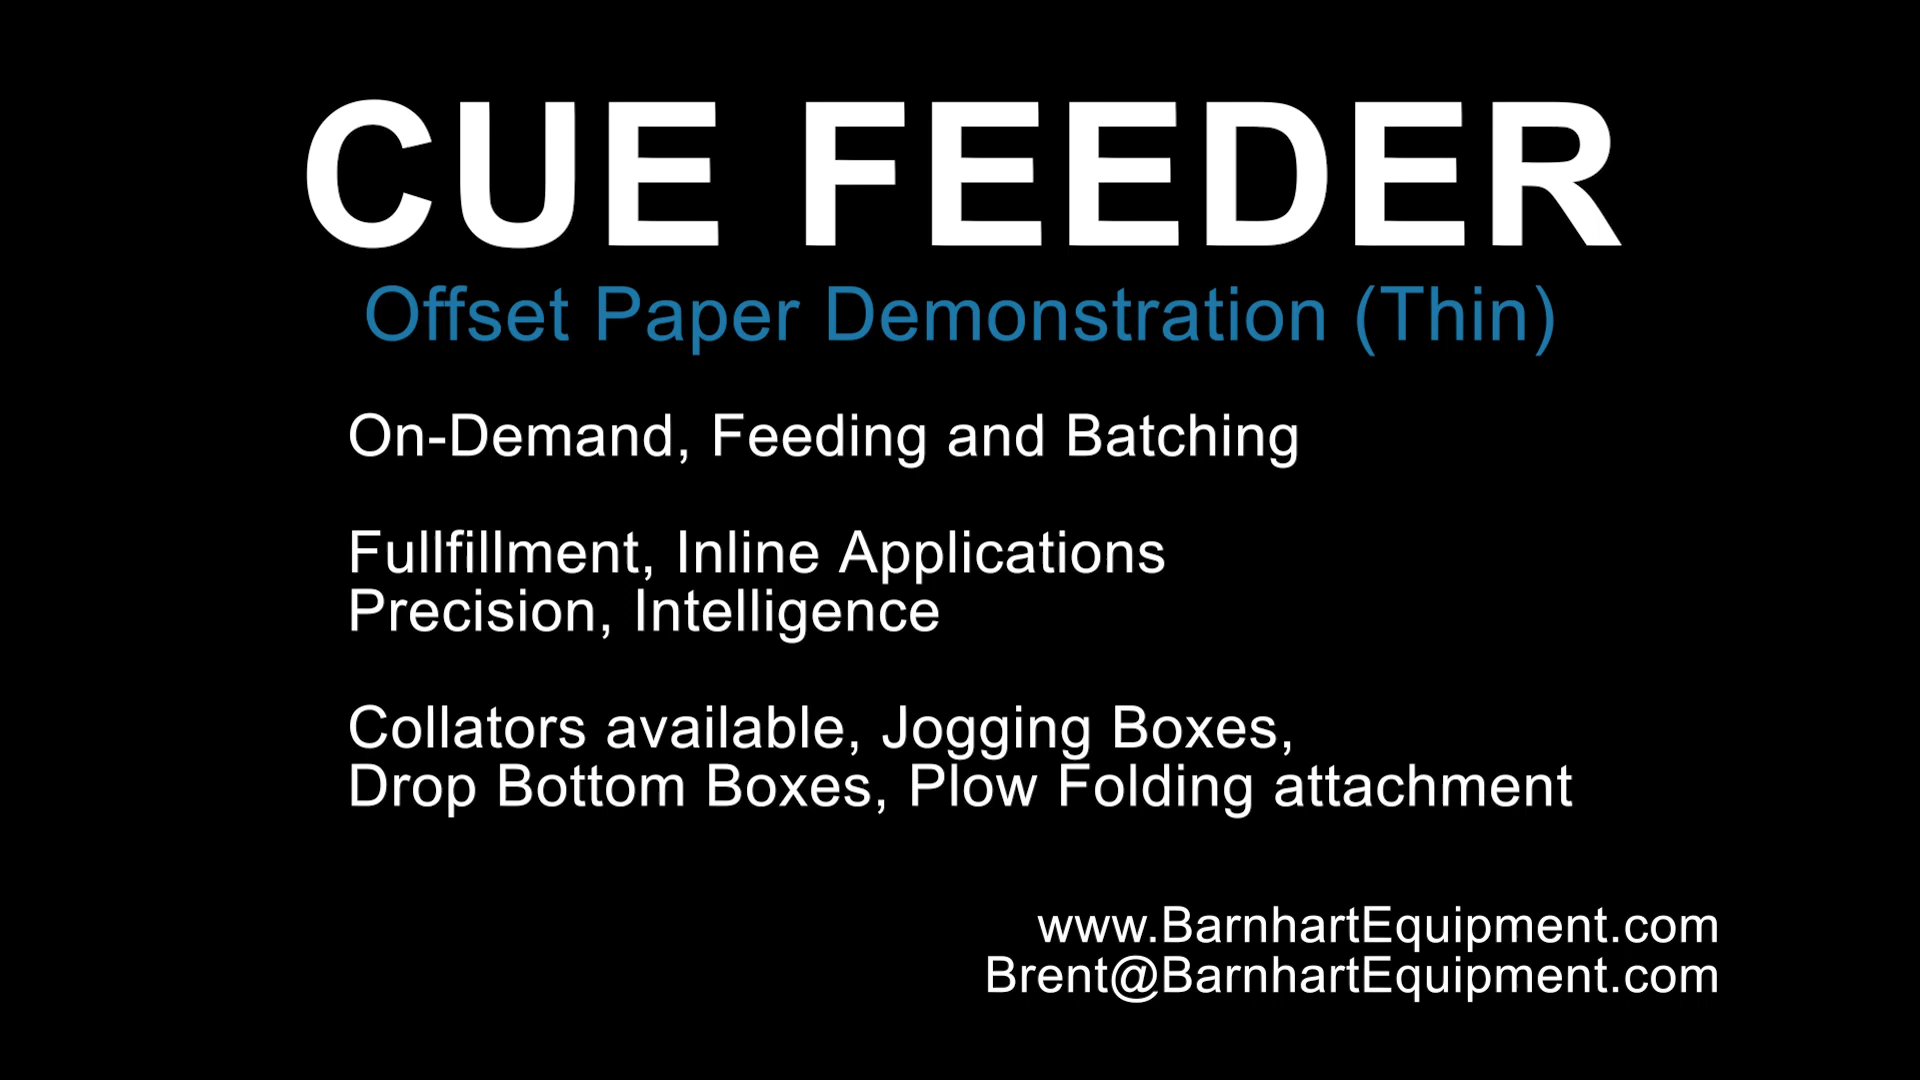 CUE FEEDER
Offset Paper Demonstration (Thin)
On-Demand, Feeding and Batching
Fullfillment, Inline Applications
Precision, Intelligence
Collators available, Jogging Boxes,
Drop Bottom Boxes, Plow Folding attachment
www.BarnhartEquipment.com
Brent@BarnhartEquipment.com